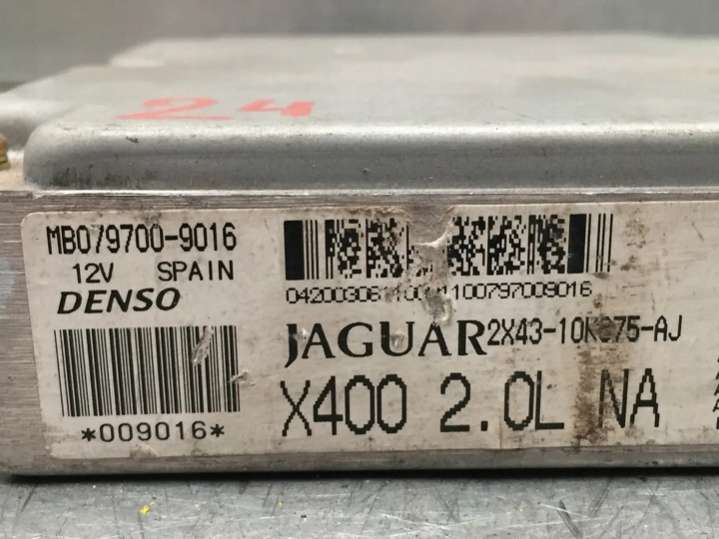 24
MB079700-9016
12V SPAIN
DENSO
*009016*
JAGUAR
X400 2.0L NA